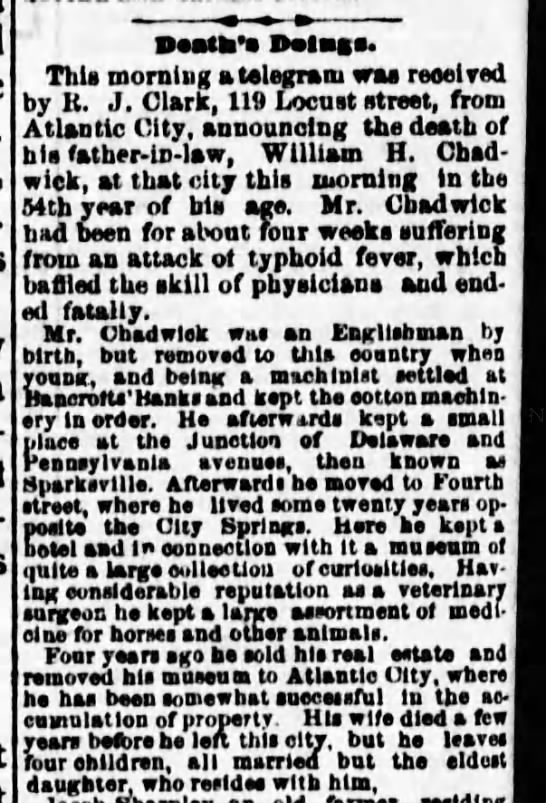 Death's Doings.
This morning a telegram was received
by R. J. Clark, 119 Locust street, from
Atlantic City, announcing the death of
his father-in-law, William H. Chad-
wick, at that city this morning in the
54th year of his age. Mr. Chadwick
had been for about four weeks suffering
from an attack of typhoid fever, which
baffled the skill of physicians and end-
ed fatally.
Mr. Chadwick was an Englishman by
birth, but removed to this country when
young, and being a machinist settled at
Bancrofts' Banks and kept the cotton machin-
ery in order. He afterwards kept a small
place at the Junction of Delaware and
Pennsylvania avenues, then known as
Sparksville. Afterwards he moved to Fourth
street, where he lived some twenty years op-
posite the City Springs. Here he kept a
hotel and in connection with it a museum of
quite a large collection of curiosities. Hav-
ing considerable reputation as a veterinary
surgeon he kept a large assortment of medi-
cine for horses and other animals.
Four years ago he sold his real estate and
removed his museum to Atlantic City, where
he has been somewhat successful in the ac-
cumulation of property. His wife died a few
years before he left this city, but he leaves
four children, all married but the eldest
daughter, who resides with him,
an old farmer residing